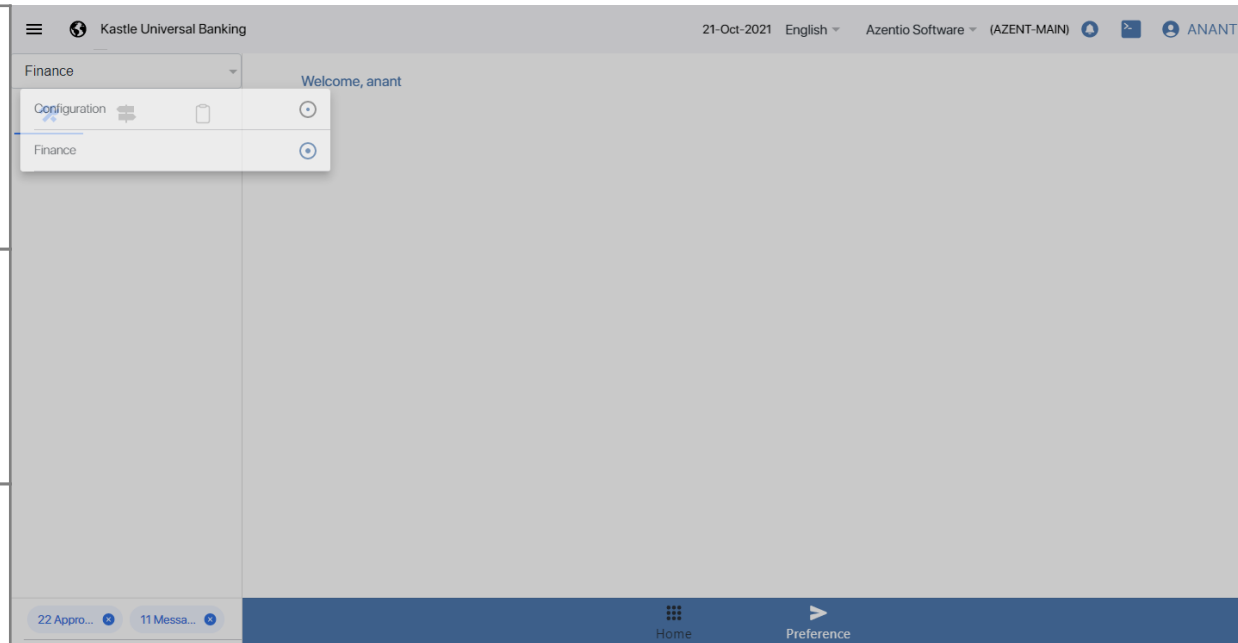 Kastle Universal Banking 21-Oct-2021 English Azentio Software (AZENT-MAIN) ANANT
Finance
Welcome, anant
Configuration
Finance
22 Appro... 11 Messa...
Home Preference